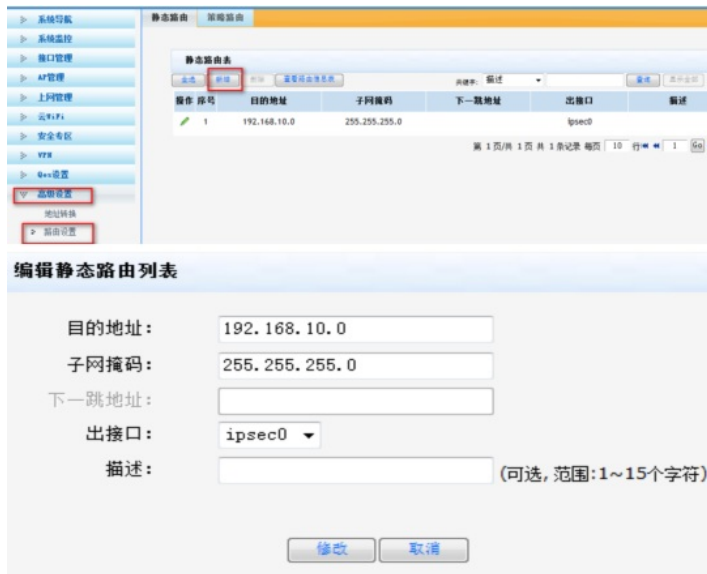 系统导航
系统监控
接口管理
AP管理
上网管理
云WiFi
安全专区
VPN
Qos设置
高级设置
地址转换
路由设置
静态路由 策略路由
静态路由表
全选 新增 删除 查看路由信息表 关键字: 描述 查询 显示全部
操作 序号 目的地址 子网掩码 下一跳地址 出接口 描述
1 192.168.10.0 255.255.255.0 ipsec0
第 1 页/共 1 页 共 1 条记录 每页 10 行 1 Go
编辑静态路由列表
目的地址: 192.168.10.0
子网掩码: 255.255.255.0
下一跳地址:
出接口: ipsec0
描述: (可选,范围:1~15个字符)
修改 取消